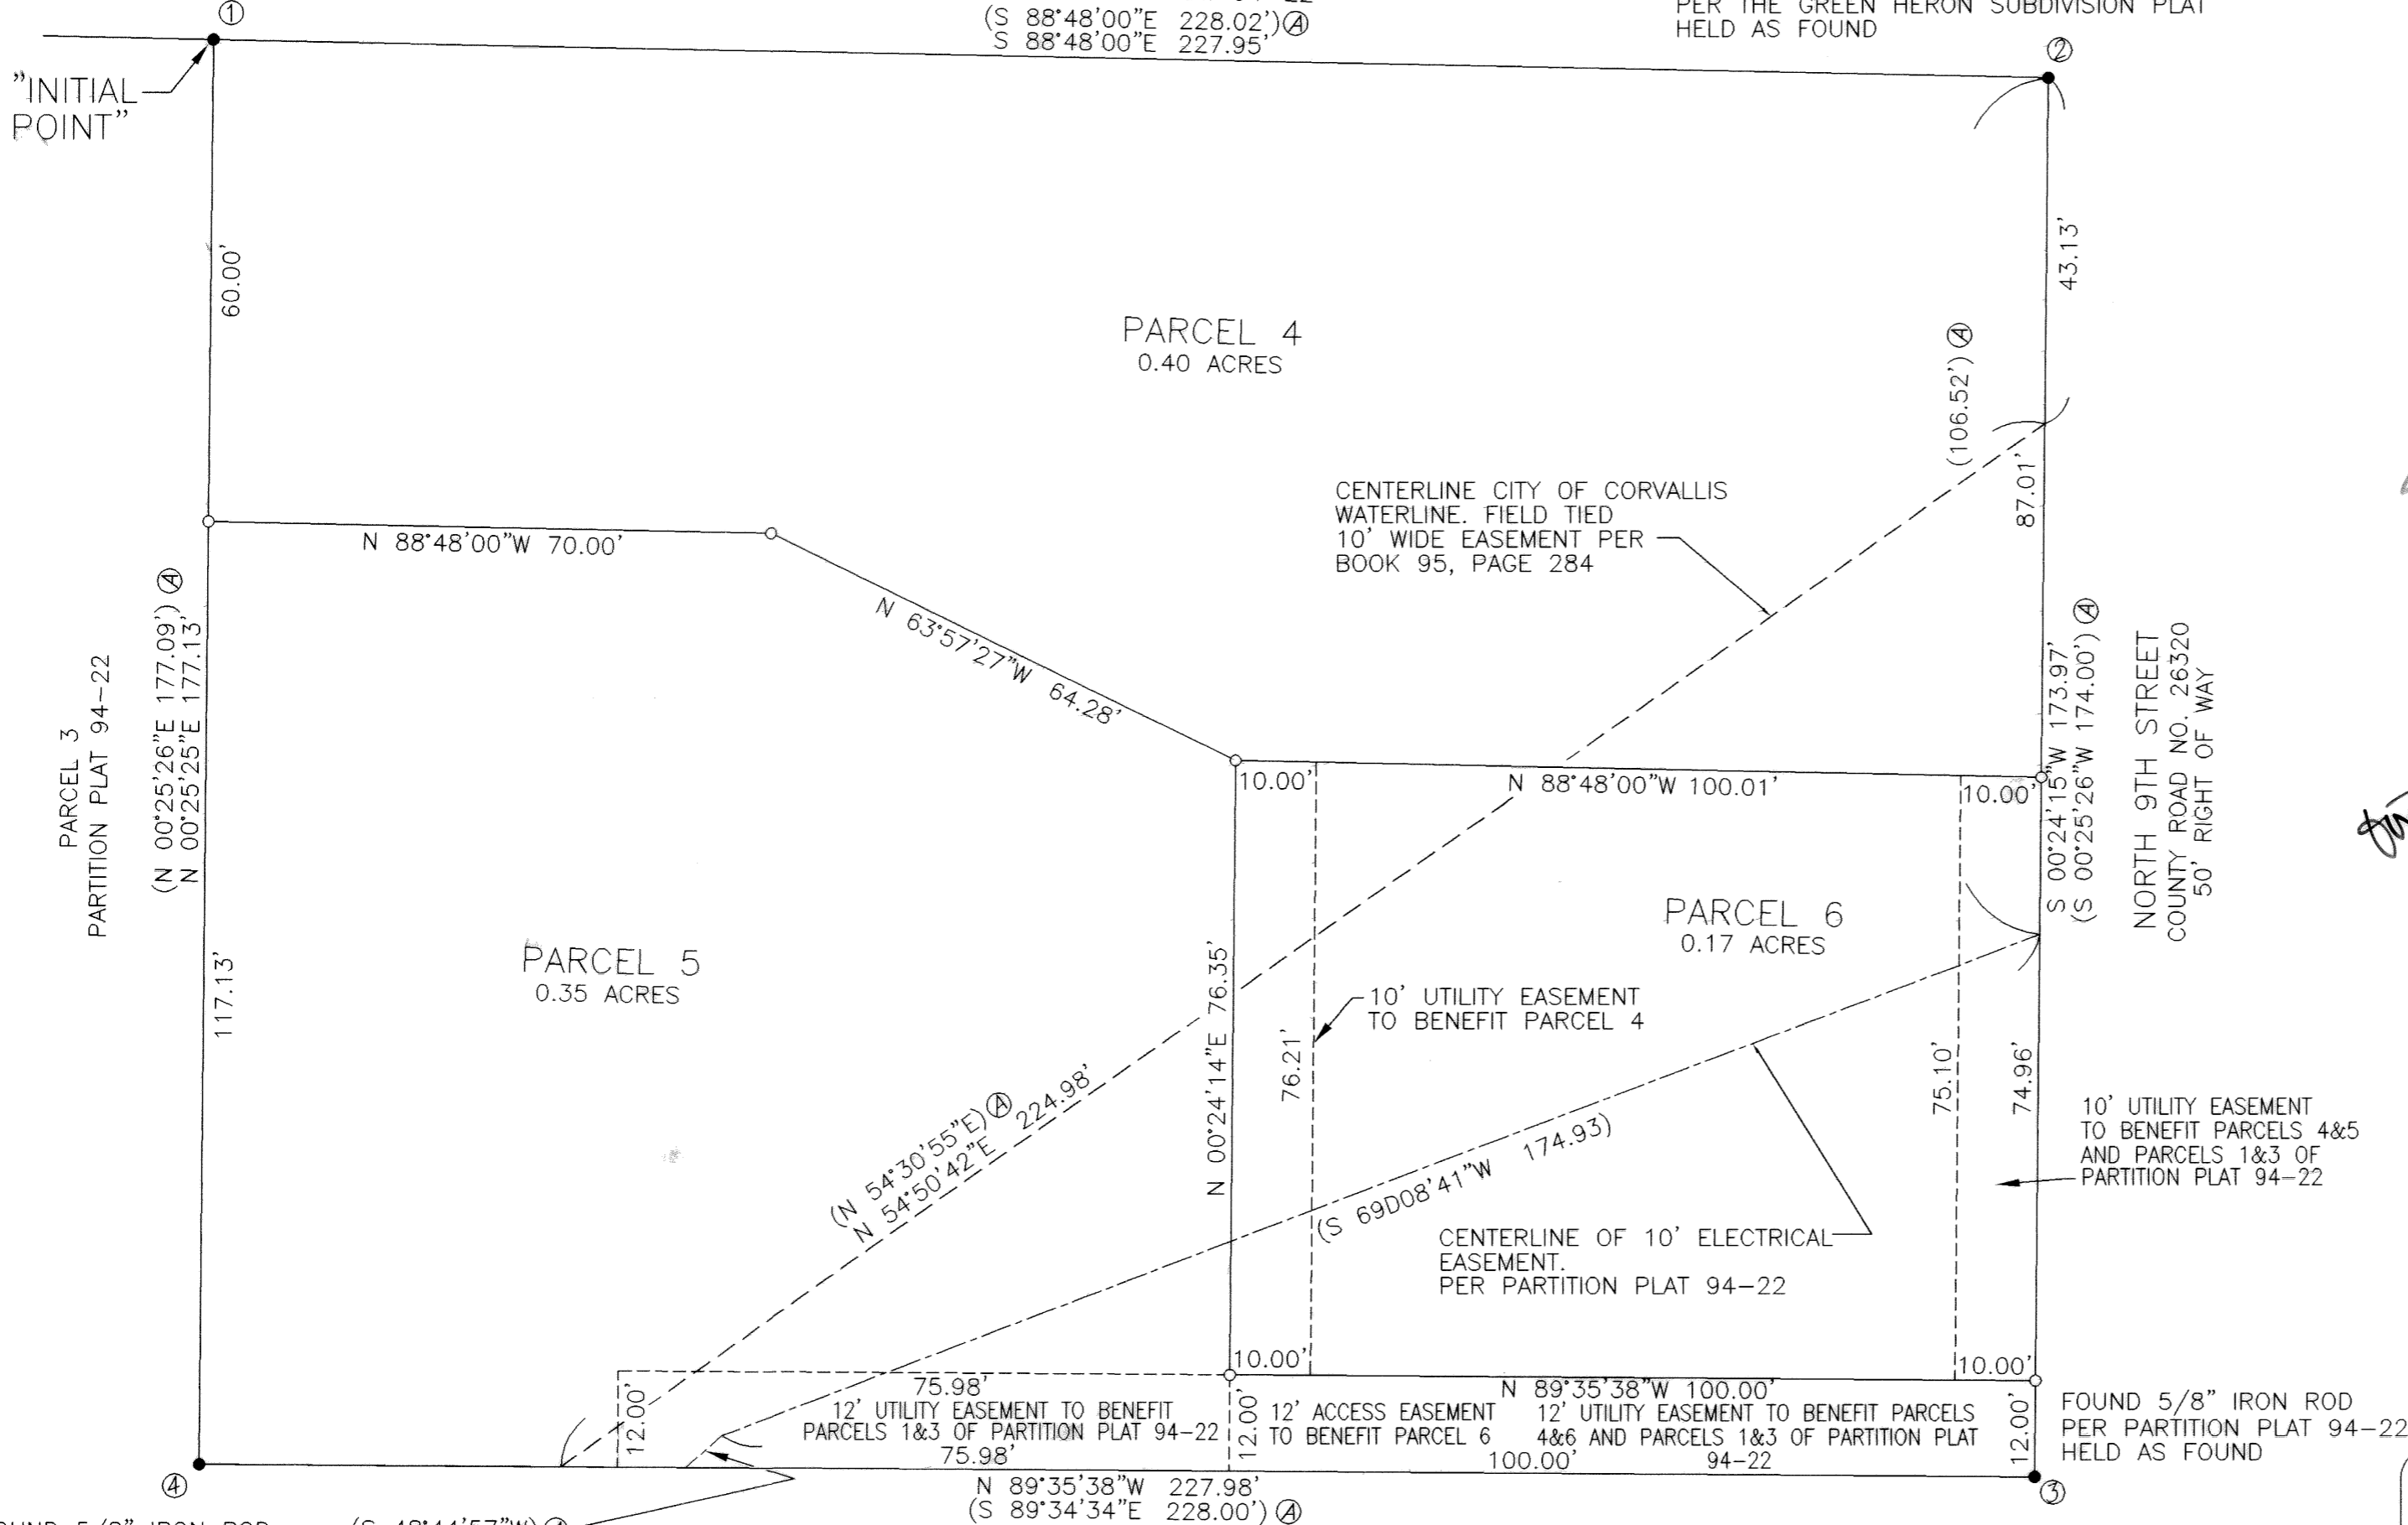 ①
(S 88°48'00"E 228.02')Ⓐ
S 88°48'00"E 227.95'
PER THE GREEN HERON SUBDIVISION PLAT
HELD AS FOUND
②
"INITIAL
POINT"
60.00'
43.13'
PARCEL 4
0.40 ACRES
(106.52')Ⓐ
87.01'
CENTERLINE CITY OF CORVALLIS
WATERLINE. FIELD TIED
10' WIDE EASEMENT PER
BOOK 95, PAGE 284
N 88°48'00"W 70.00'
N 63°57'27"W 64.28'
PARCEL 3
PARTITION PLAT 94-22
(N 00°25'26"E 177.09')Ⓐ
N 00°25'25"E 177.13'
10.00'
N 88°48'00"W 100.01'
10.00'
S 00°24'15"W 173.97'
(S 00°25'26"W 174.00')Ⓐ
NORTH 9TH STREET
COUNTY ROAD NO. 26320
50' RIGHT OF WAY
117.13'
PARCEL 5
0.35 ACRES
N 00°24'14"E 76.35'
PARCEL 6
0.17 ACRES
10' UTILITY EASEMENT
TO BENEFIT PARCEL 4
76.21'
75.10'
74.96'
(N 54°30'55"E)Ⓐ
N 54°50'42"E 224.98'
(S 69D08'41"W 174.93)
10' UTILITY EASEMENT
TO BENEFIT PARCELS 4&5
AND PARCELS 1&3 OF
PARTITION PLAT 94-22
CENTERLINE OF 10' ELECTRICAL
EASEMENT.
PER PARTITION PLAT 94-22
10.00'
10.00'
75.98'
N 89°35'38"W 100.00'
12.00'
12' UTILITY EASEMENT TO BENEFIT
PARCELS 1&3 OF PARTITION PLAT 94-22
75.98'
12.00'
12' ACCESS EASEMENT
TO BENEFIT PARCEL 6
12' UTILITY EASEMENT TO BENEFIT PARCELS
4&6 AND PARCELS 1&3 OF PARTITION PLAT
94-22
100.00'
12.00'
FOUND 5/8" IRON ROD
PER PARTITION PLAT 94-22
HELD AS FOUND
④
N 89°35'38"W 227.98'
(S 89°34'34"E 228.00')Ⓐ
③